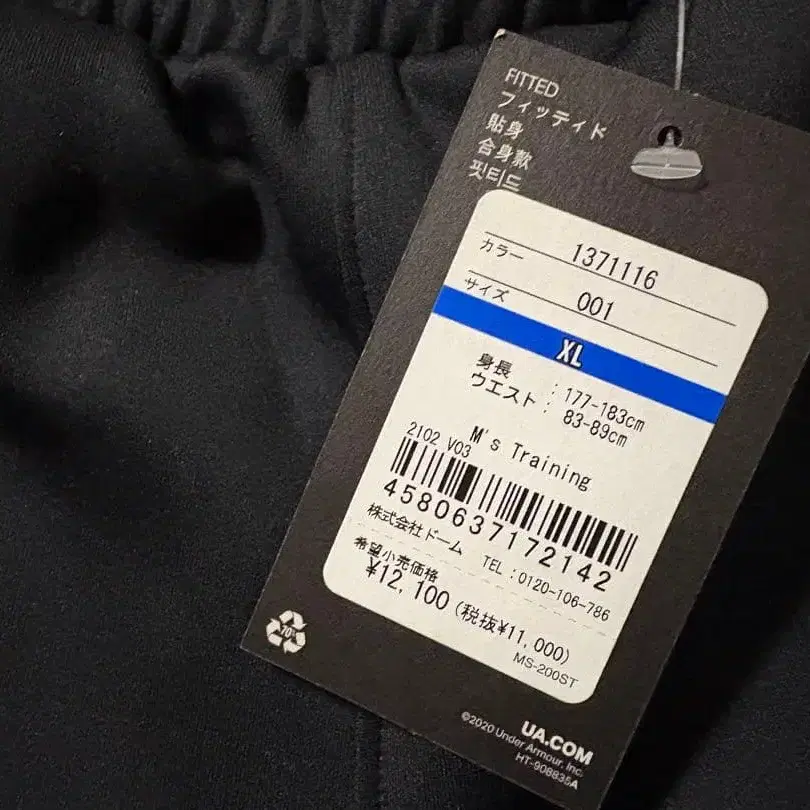 FITTED
フィッティド
貼身
合身款
핏티드
1371116
カラー
001
サイズ
XL
身長 : 177-183cm
ウエスト : 83-89cm
M's Training
2102 V03
4580637172142
株式会社ドーム TEL : 0120-106-786
希望小売価格
¥12,100 (税抜¥11,000)
MS-200ST
70%
UA.COM
©2020 Under Armour, Inc.
HT-908835A